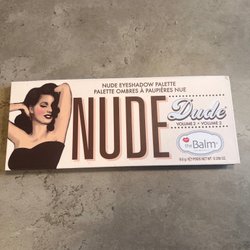 NUDE EYESHADOW PALETTE
PALETTE OMBRES À PAUPIÈRES NUE
NUDE
Dude
VOLUME 2 • VOLUME 2
the Balm